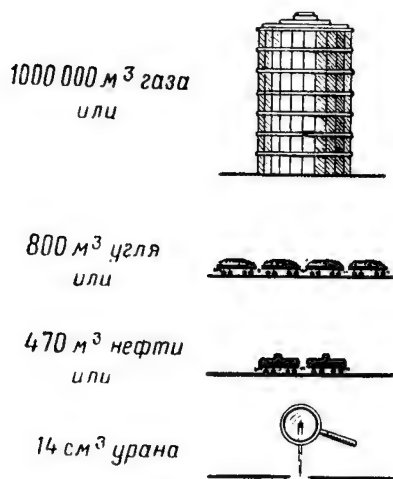 1000 000 м³ газа
или
800 м³ угля
или
470 м³ нефти
или
14 см³ урана